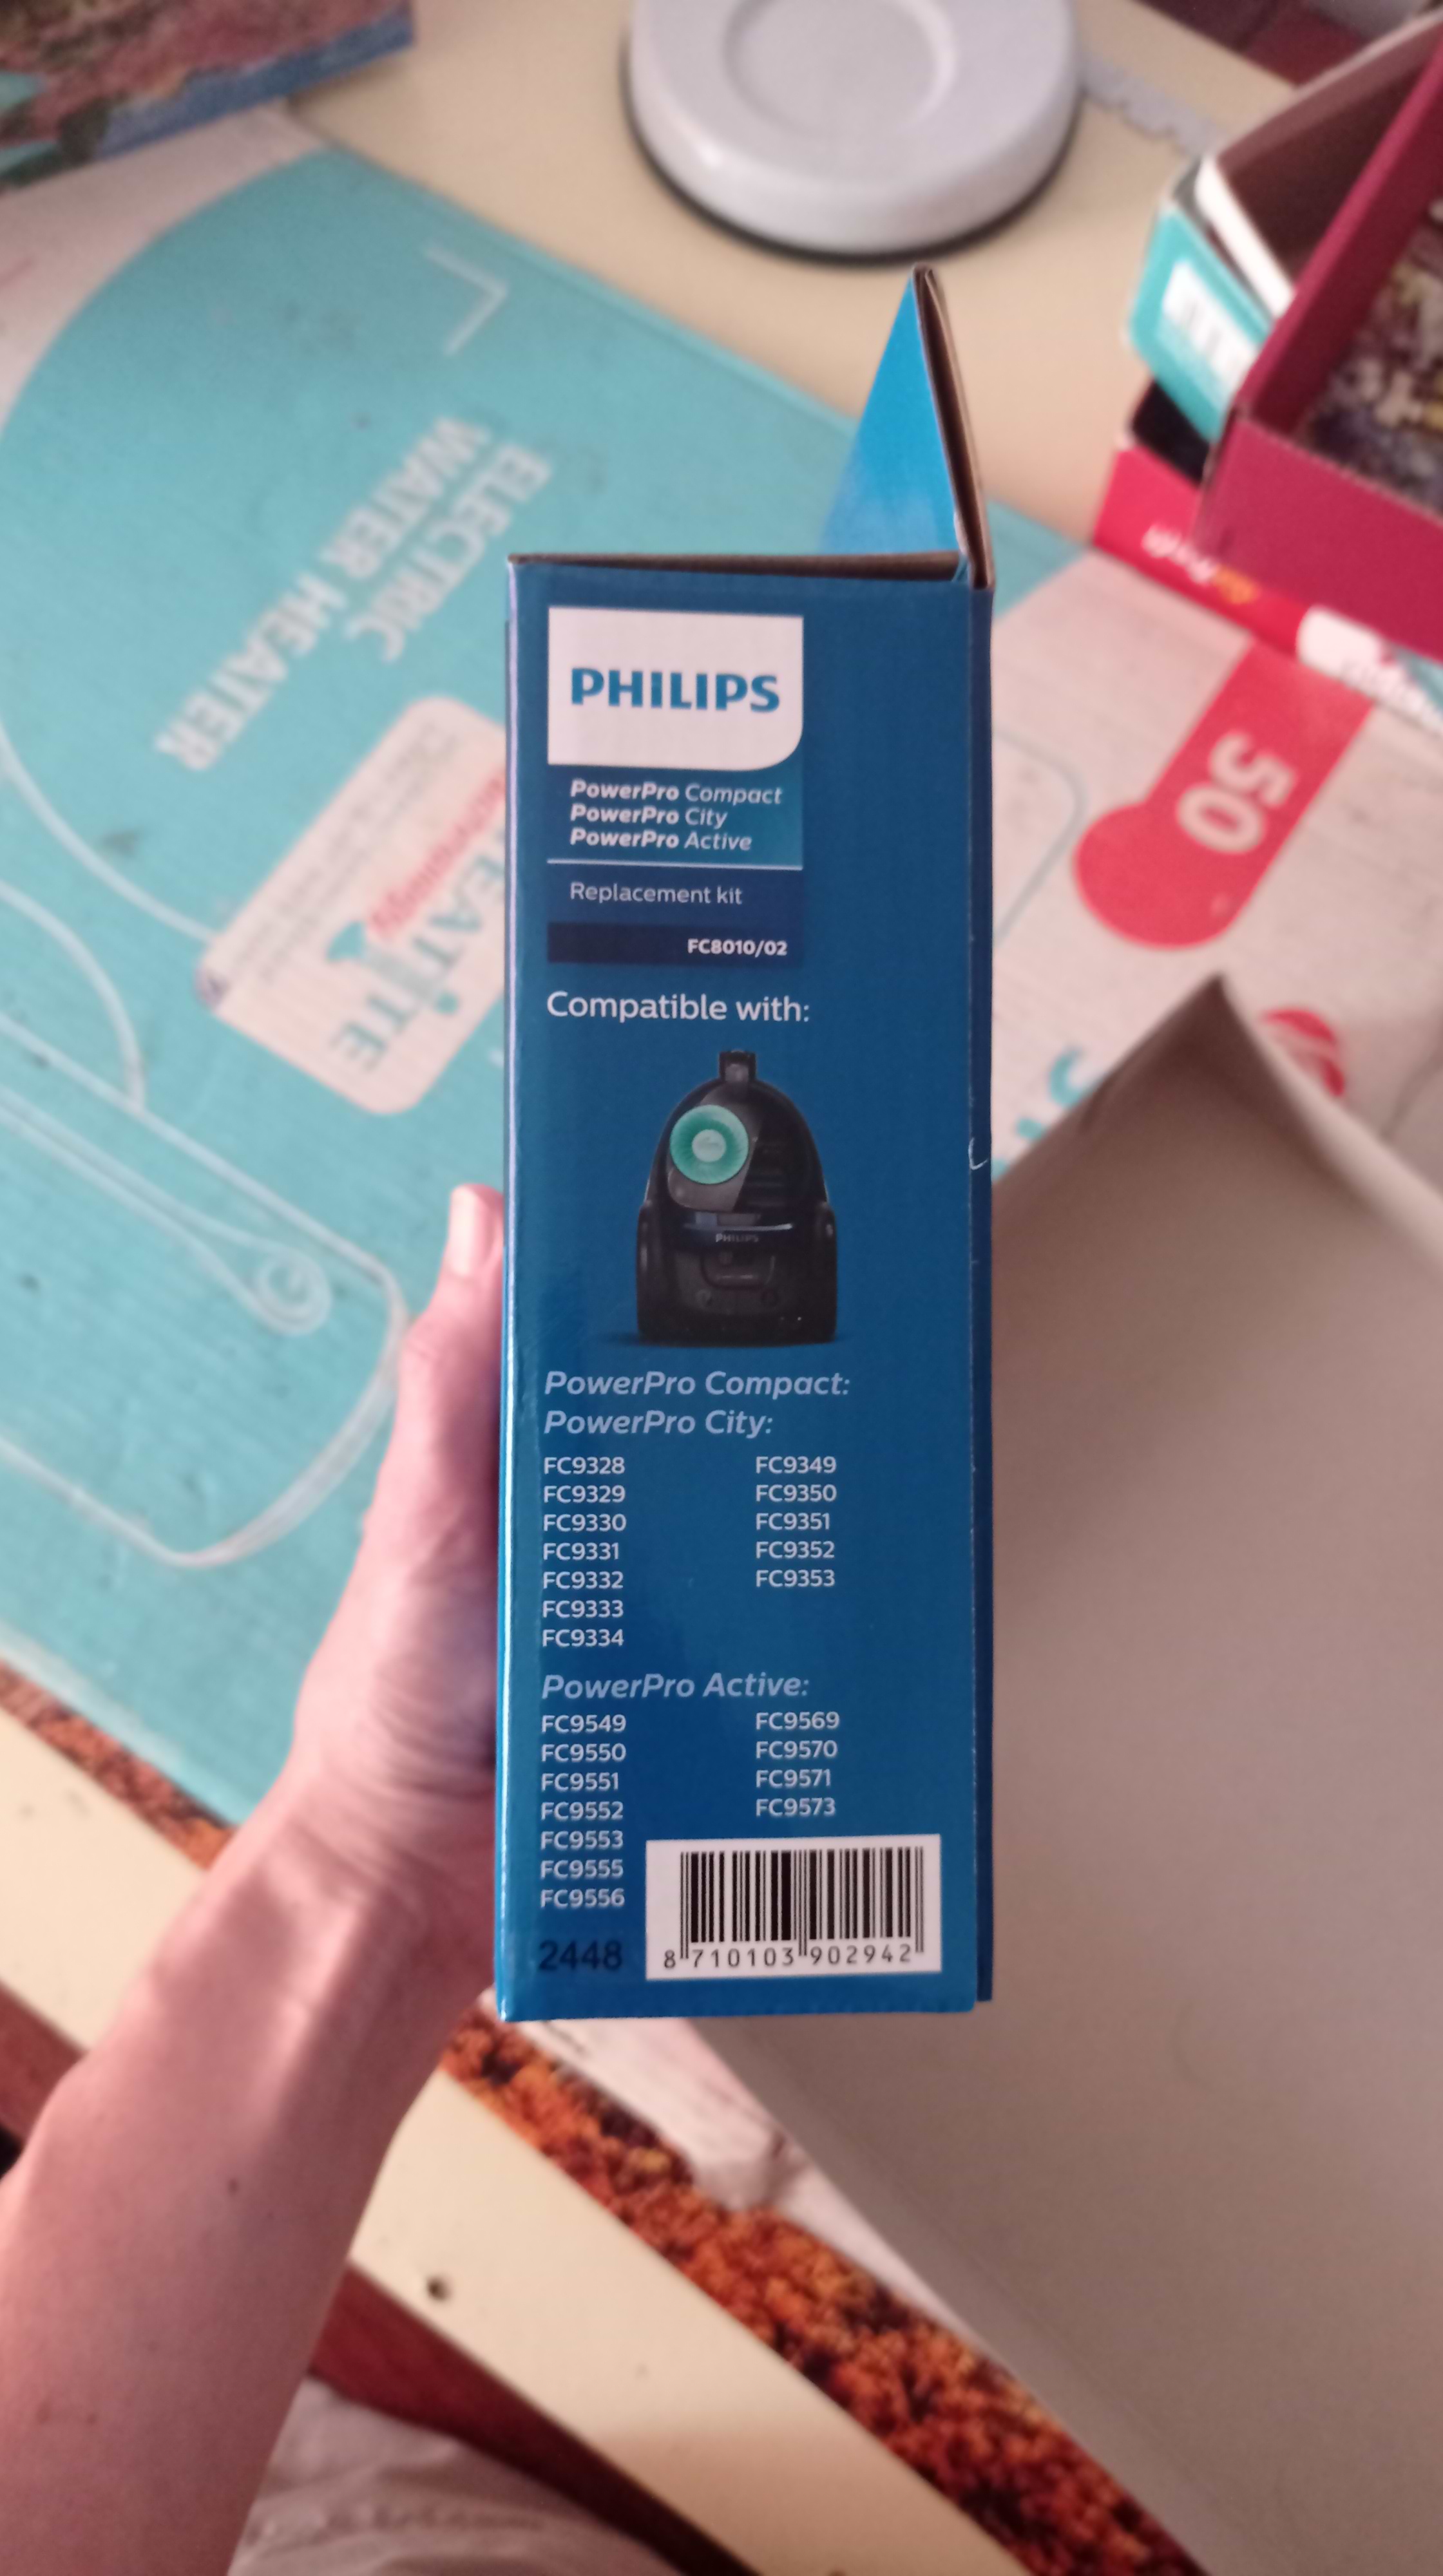 PHILIPS
PowerPro Compact
PowerPro City
PowerPro Active
Replacement kit
FC8010/02
Compatible with:
PHILIPS
PowerPro Compact:
PowerPro City:
FC9328
FC9329
FC9330
FC9331
FC9332
FC9333
FC9334
FC9349
FC9350
FC9351
FC9352
FC9353
PowerPro Active:
FC9549
FC9550
FC9551
FC9552
FC9553
FC9555
FC9556
FC9569
FC9570
FC9571
FC9573
2448
8 710103 902942
ELECTRIC
WATER HEATER
50